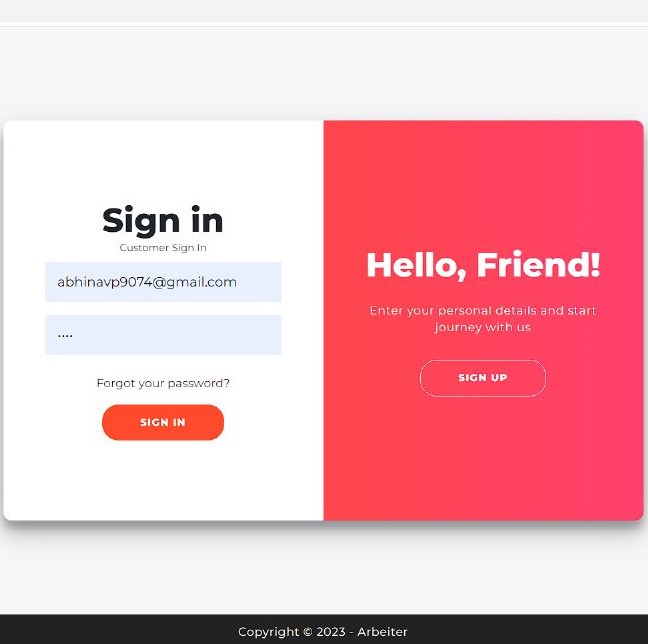 Sign in
Customer Sign In
abhinavp9074@gmail.com
....
Forgot your password?
SIGN IN
Hello, Friend!
Enter your personal details and start
journey with us
SIGN UP
Copyright © 2023 - Arbeiter